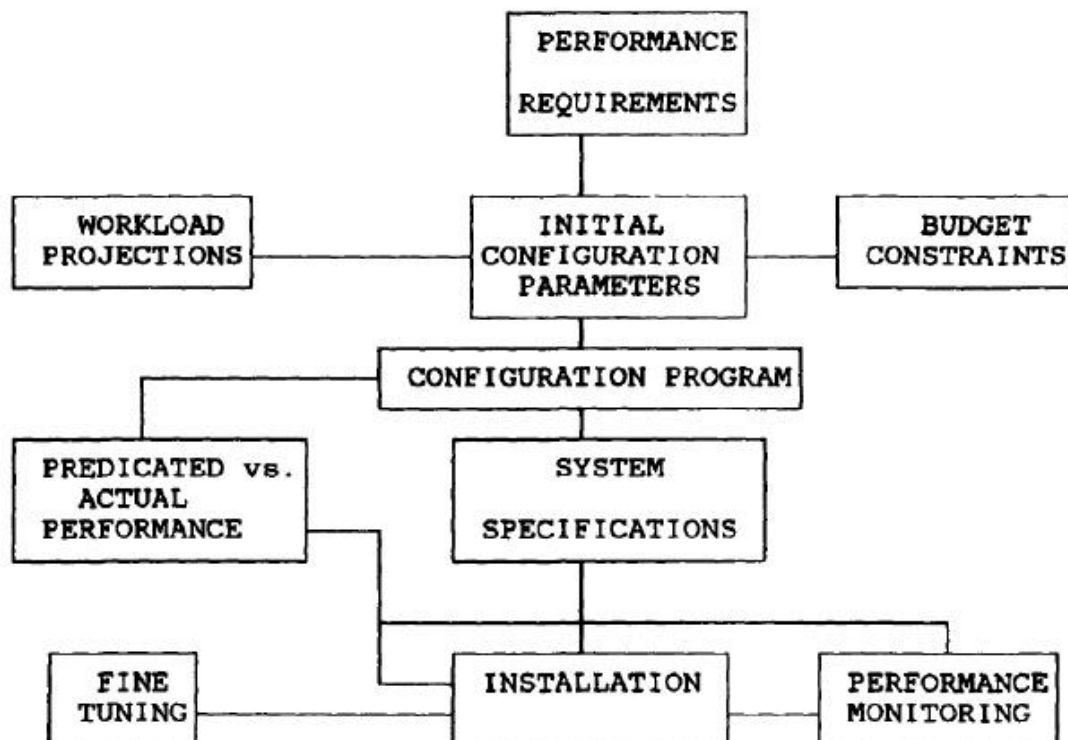 PERFORMANCE
REQUIREMENTS
WORKLOAD
PROJECTIONS
INITIAL
CONFIGURATION
PARAMETERS
BUDGET
CONSTRAINTS
CONFIGURATION PROGRAM
PREDICATED vs.
ACTUAL
PERFORMANCE
SYSTEM
SPECIFICATIONS
FINE
TUNING
INSTALLATION
PERFORMANCE
MONITORING